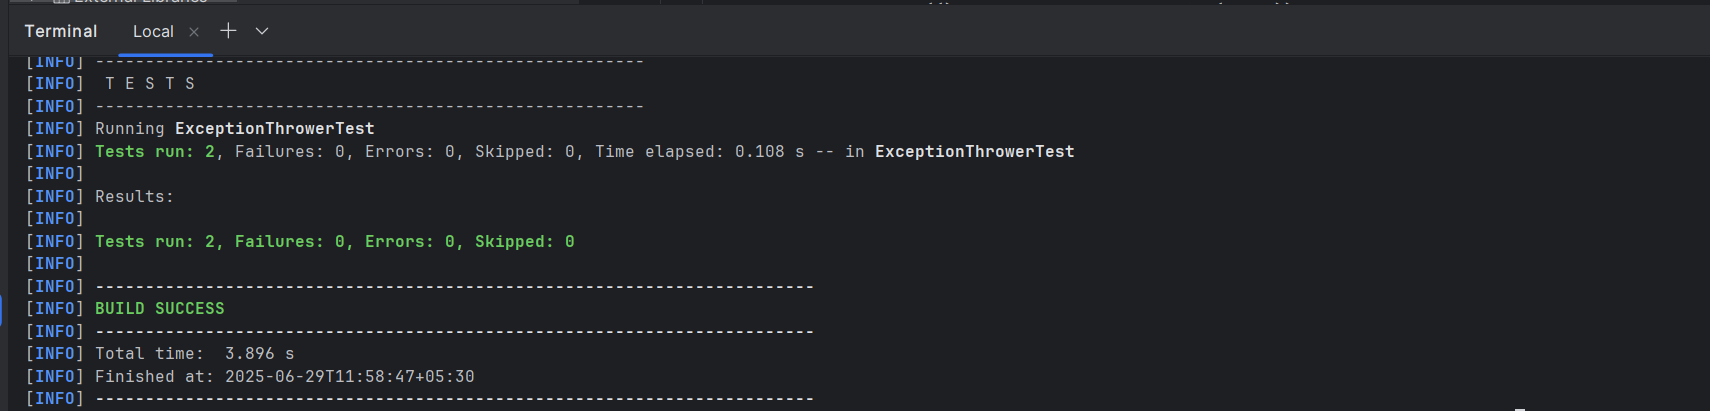 External Libraries
Terminal Local
[INFO] -------------------------------------------------------
[INFO]  T E S T S
[INFO] -------------------------------------------------------
[INFO] Running ExceptionThrowerTest
[INFO] Tests run: 2, Failures: 0, Errors: 0, Skipped: 0, Time elapsed: 0.108 s -- in ExceptionThrowerTest
[INFO]
[INFO] Results:
[INFO]
[INFO] Tests run: 2, Failures: 0, Errors: 0, Skipped: 0
[INFO]
[INFO] ------------------------------------------------------------------------
[INFO] BUILD SUCCESS
[INFO] ------------------------------------------------------------------------
[INFO] Total time:  3.896 s
[INFO] Finished at: 2025-06-29T11:58:47+05:30
[INFO] ------------------------------------------------------------------------